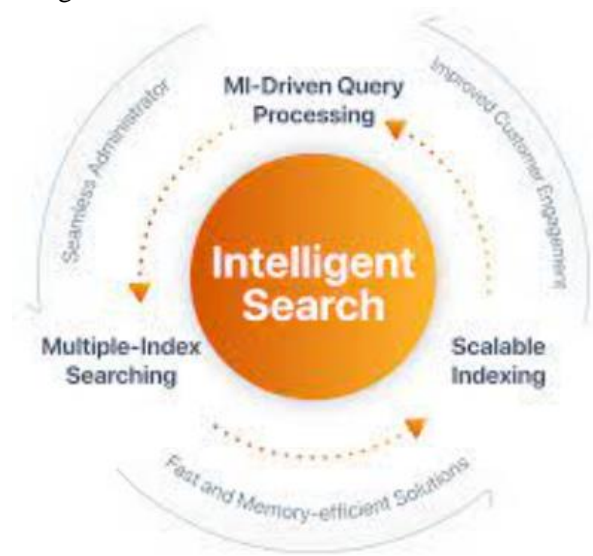 Seamless Administrator
Improved Customer Engagement
MI-Driven Query
Processing
Intelligent
Search
Multiple-Index
Searching
Scalable
Indexing
Fast and Memory-efficient Solutions